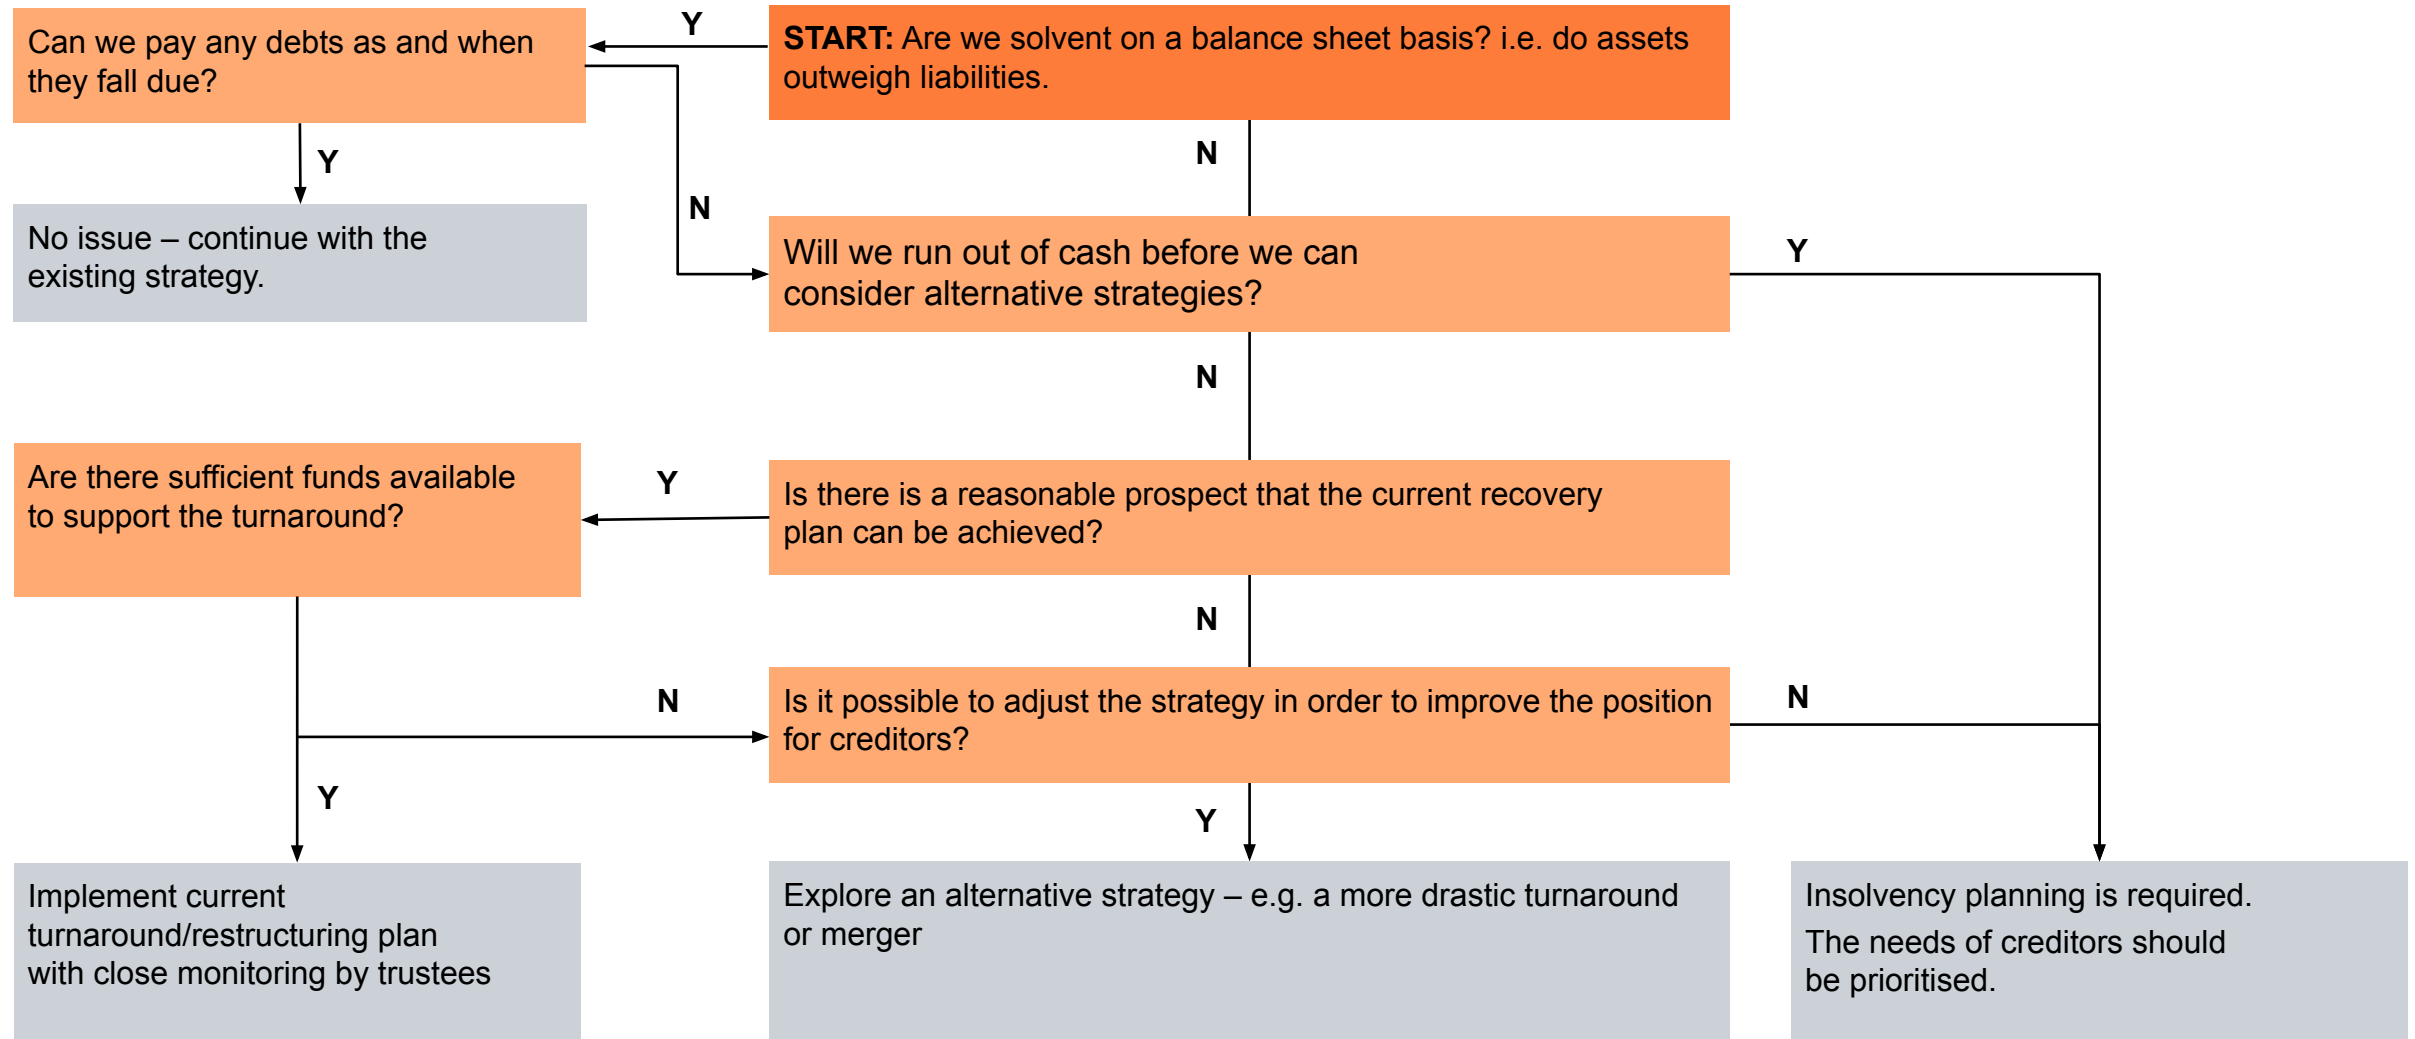 Can we pay any debts as and when
they fall due?
Y
START: Are we solvent on a balance sheet basis? i.e. do assets
outweigh liabilities.
Y
N
N
No issue – continue with the
existing strategy.
Will we run out of cash before we can
consider alternative strategies?
Y
N
Are there sufficient funds available
to support the turnaround?
Y
Is there is a reasonable prospect that the current recovery
plan can be achieved?
N
N
Is it possible to adjust the strategy in order to improve the position
for creditors?
N
Y
Y
Implement current
turnaround/restructuring plan
with close monitoring by trustees
Explore an alternative strategy – e.g. a more drastic turnaround
or merger
Insolvency planning is required.
The needs of creditors should
be prioritised.